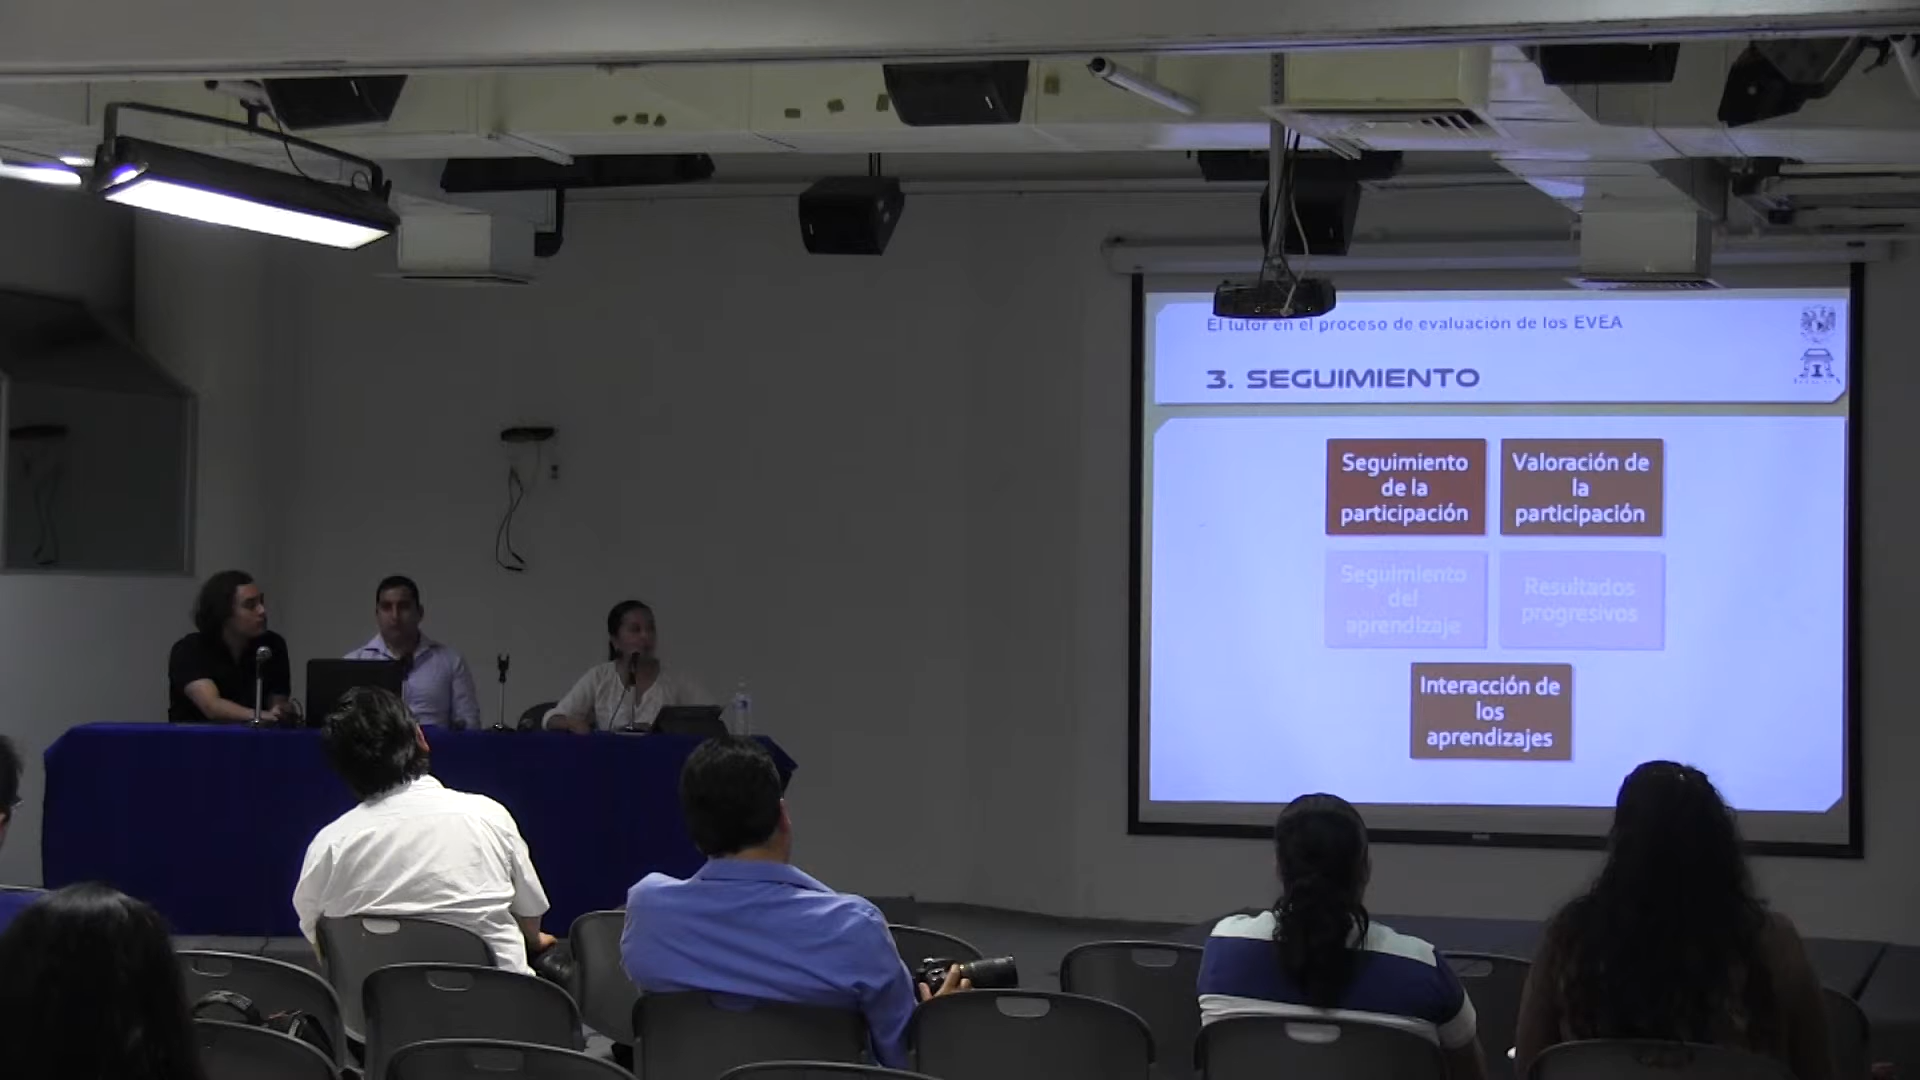 El tutor en el proceso de evaluación de los EVEA
3. SEGUIMIENTO
Seguimiento
de la
participación
Valoración de
la
participación
Seguimiento
del
aprendizaje
Resultados
progresivos
Interacción de
los
aprendizajes